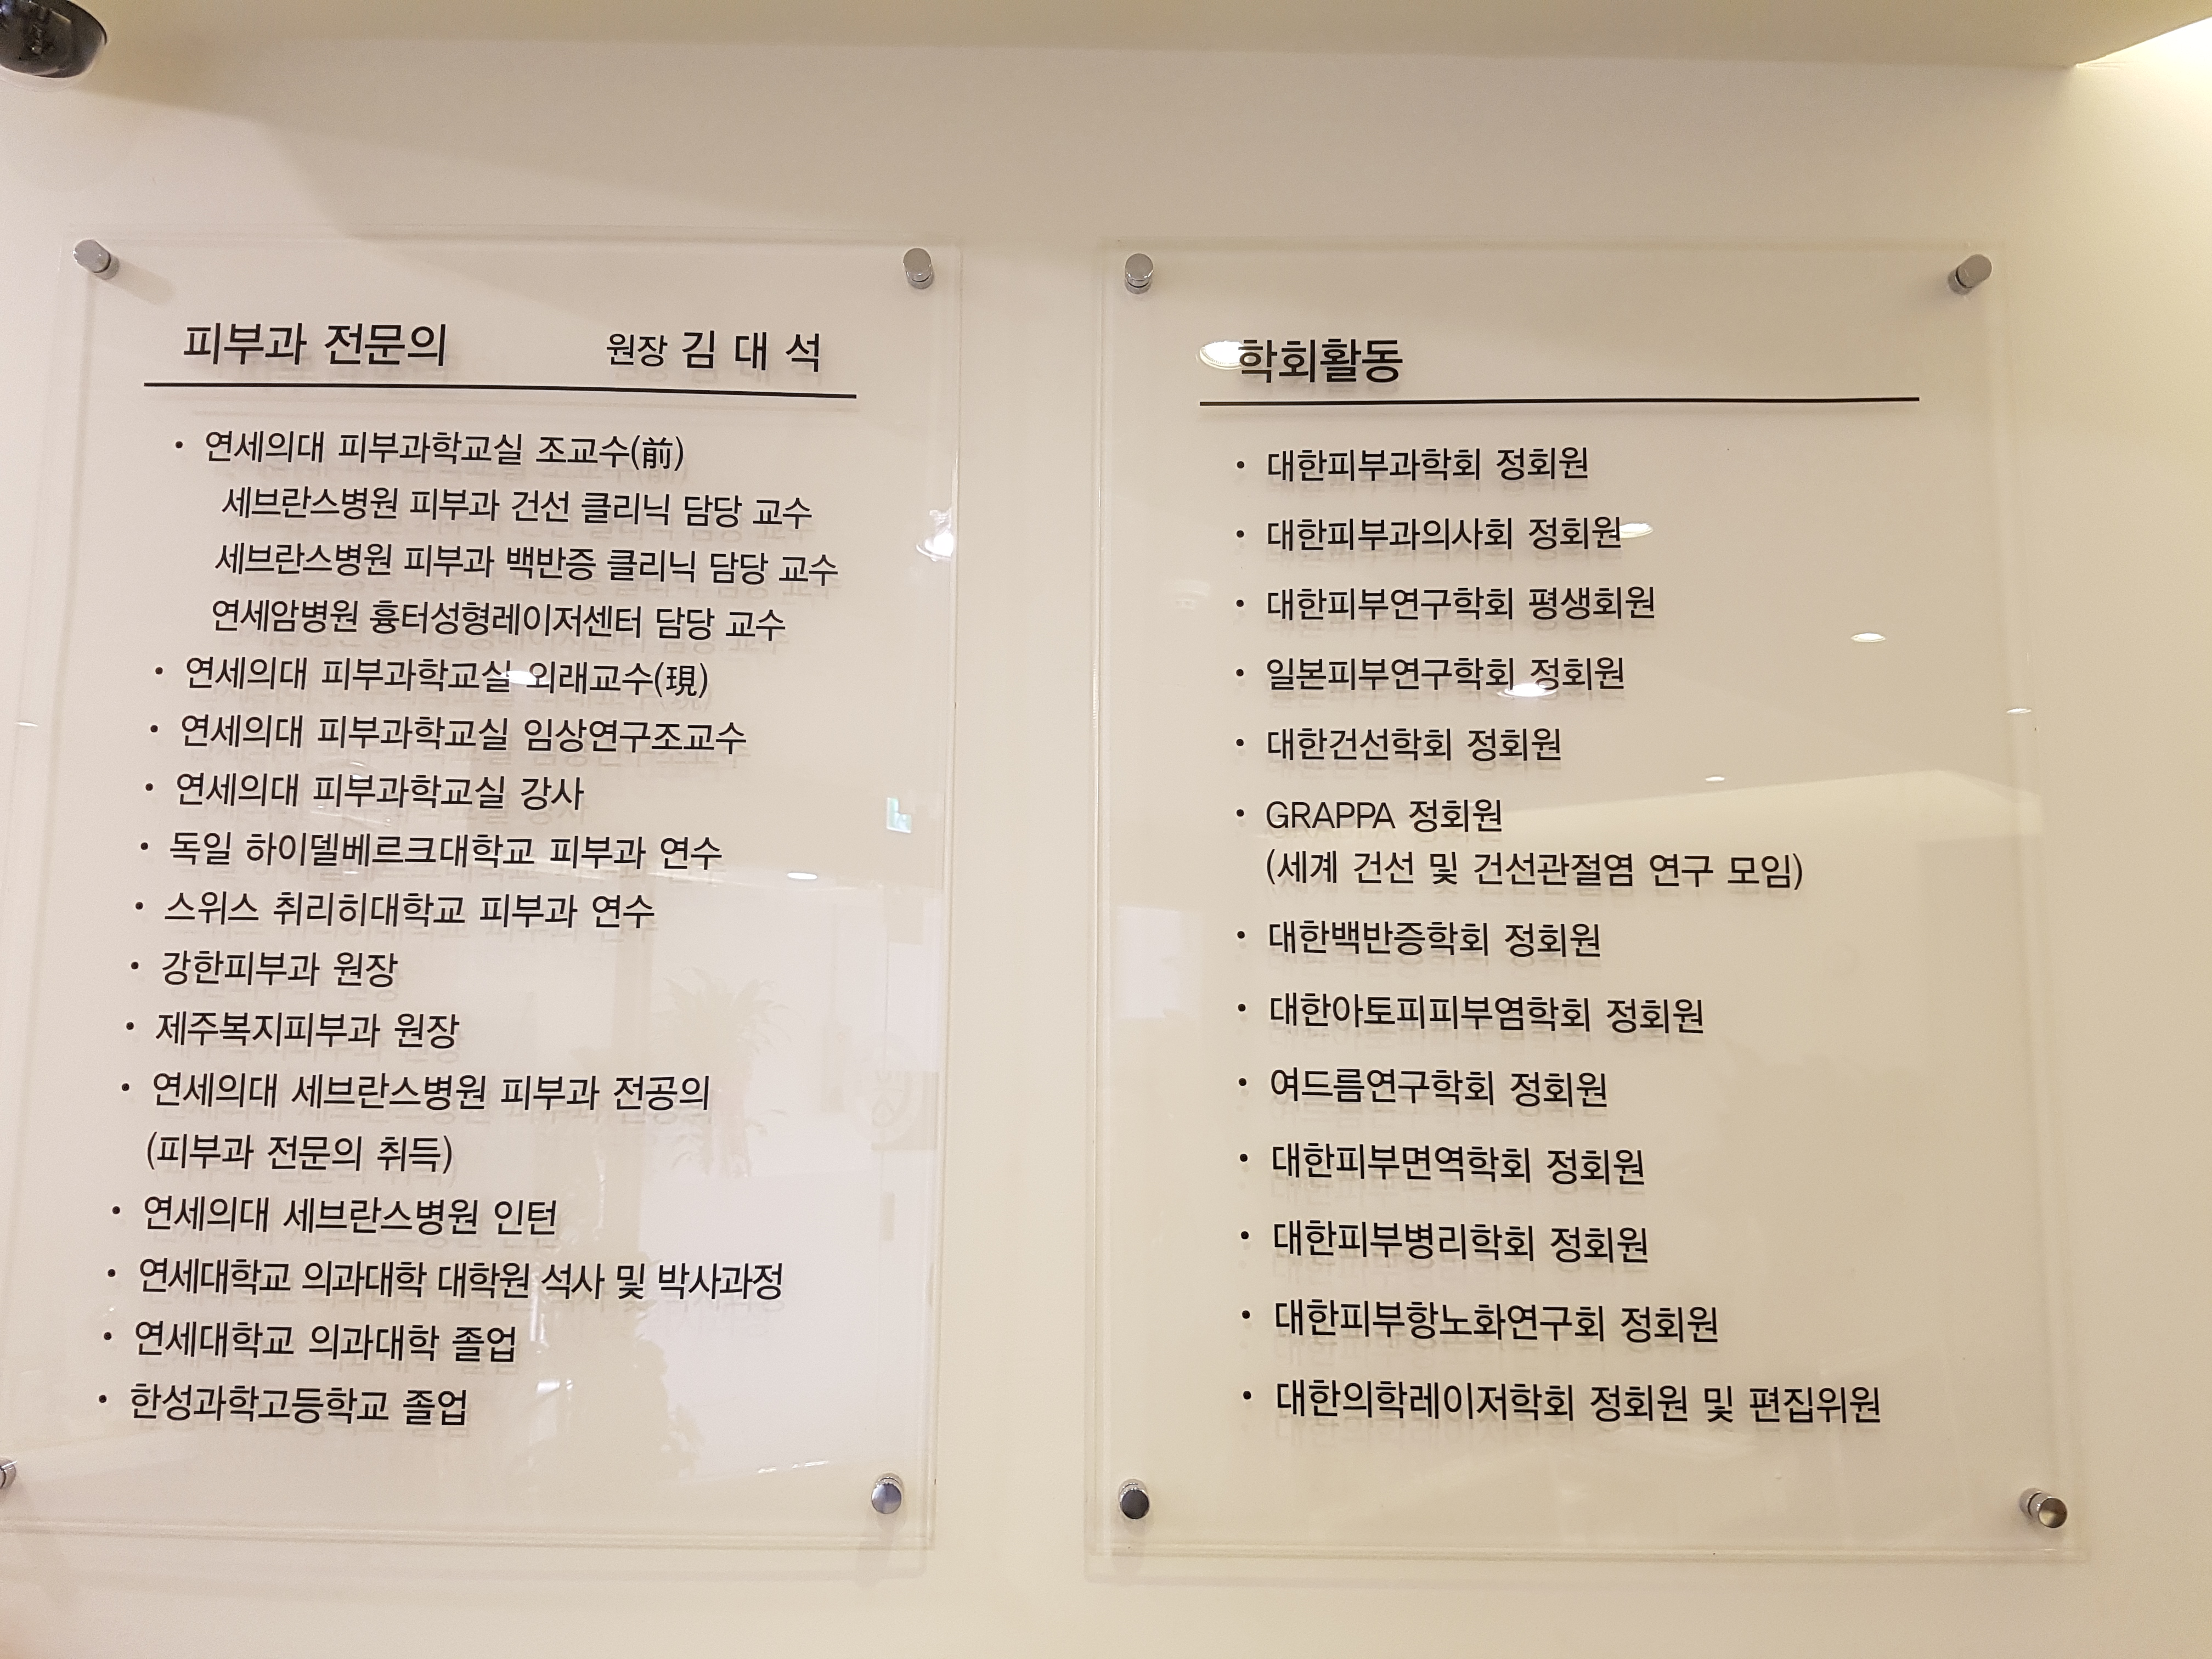 피부과 전문의 원장 김 대 석
• 연세의대 피부과학교실 조교수(前)
세브란스병원 피부과 건선 클리닉 담당 교수
세브란스병원 피부과 백반증 클리닉 담당 교수
연세암병원 흉터성형레이저센터 담당 교수
• 연세의대 피부과학교실 외래교수(現)
• 연세의대 피부과학교실 임상연구조교수
• 연세의대 피부과학교실 강사
• 독일 하이델베르크대학교 피부과 연수
• 스위스 취리히대학교 피부과 연수
• 강한피부과 원장
• 제주복지피부과 원장
• 연세의대 세브란스병원 피부과 전공의
(피부과 전문의 취득)
• 연세의대 세브란스병원 인턴
• 연세대학교 의과대학 대학원 석사 및 박사과정
• 연세대학교 의과대학 졸업
• 한성과학고등학교 졸업
학회활동
• 대한피부과학회 정회원
• 대한피부과의사회 정회원
• 대한피부연구학회 평생회원
• 일본피부연구학회 정회원
• 대한건선학회 정회원
• GRAPPA 정회원
(세계 건선 및 건선관절염 연구 모임)
• 대한백반증학회 정회원
• 대한아토피피부염학회 정회원
• 여드름연구학회 정회원
• 대한피부면역학회 정회원
• 대한피부병리학회 정회원
• 대한피부항노화연구회 정회원
• 대한의학레이저학회 정회원 및 편집위원